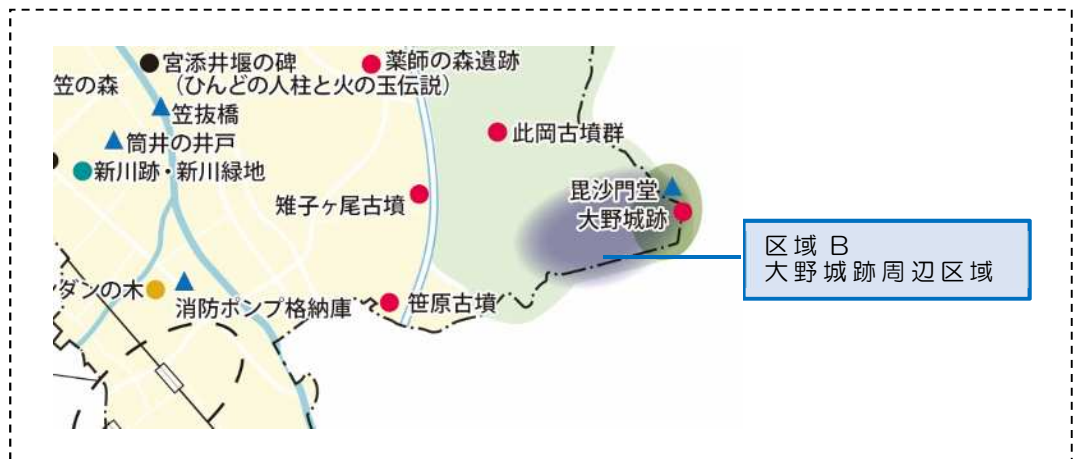 宮添井堰の碑
薬師の森遺跡
(ひんどの人柱と火の玉伝説)
笠の森
笠抜橋
此岡古墳群
筒井の井戸
新川跡・新川緑地
毘沙門堂
雉子ヶ尾古墳
大野城跡
区域 B
大野城跡周辺区域
ンダンの木
消防ポンプ格納庫
笹原古墳